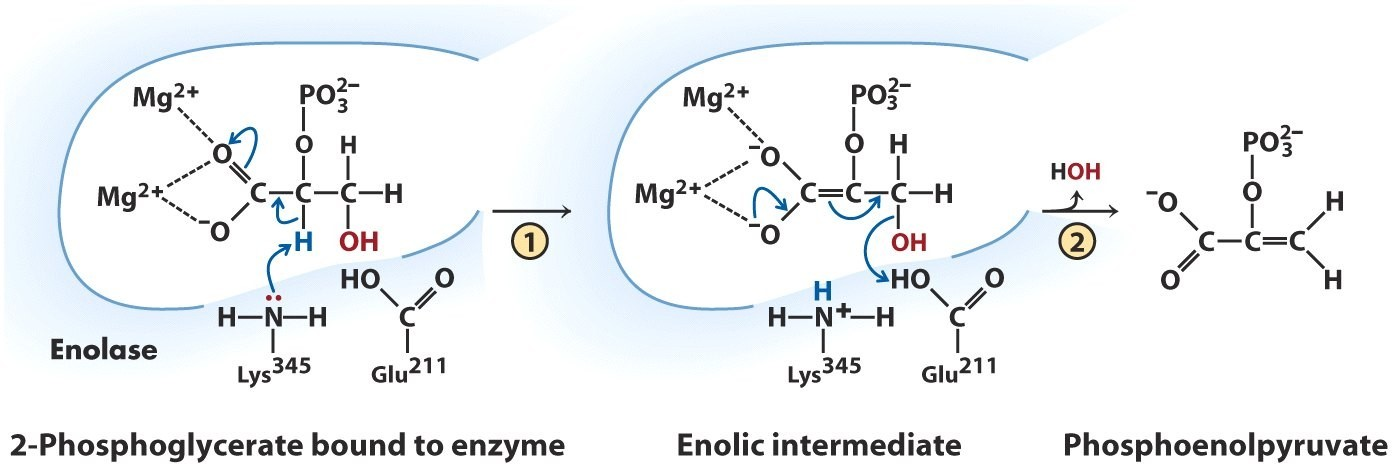 Mg²⁺ PO₃²⁻
O O H
Mg²⁺ C–C–C–H
⁻O H OH
HO O
H–N–H C
Lys³⁴⁵ Glu²¹¹
Enolase
2-Phosphoglycerate bound to enzyme
1
Mg²⁺ PO₃²⁻
⁻O O H
Mg²⁺ C=C–C–H
⁻O OH
H HO O
H–N⁺–H C
Lys³⁴⁵ Glu²¹¹
Enolic intermediate
HOH
2
PO₃²⁻
⁻O O H
C–C=C
O H
Phosphoenolpyruvate